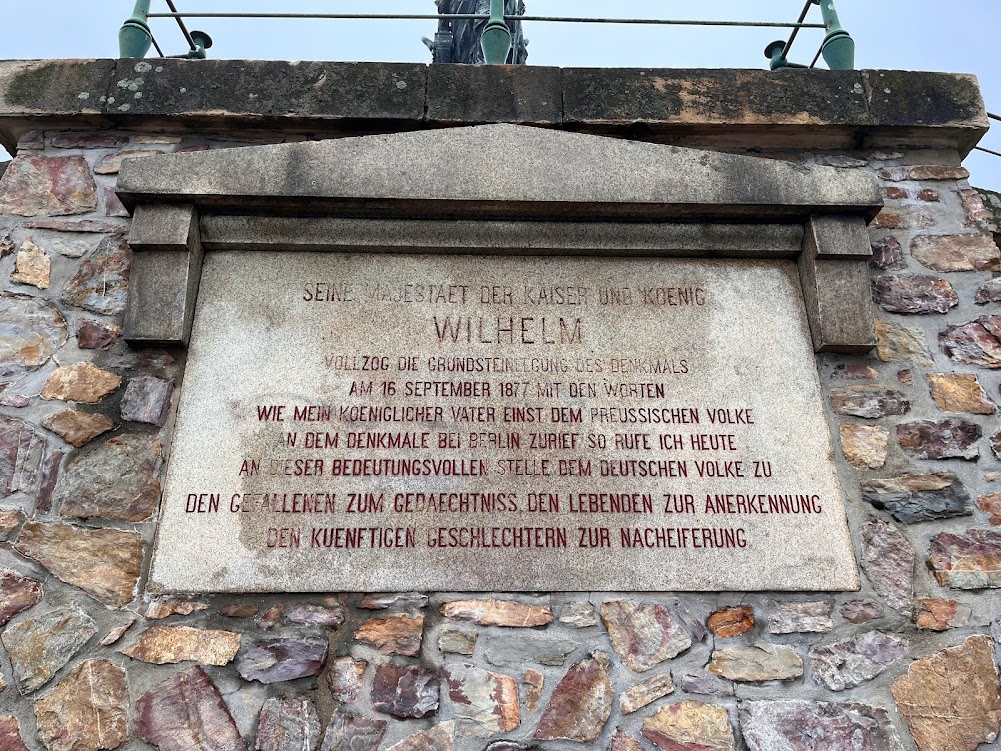 SEINE MAJESTAET DER KAISER UND KOENIG
WILHELM
VOLLZOG DIE GRUNDSTEINLEGUNG DES DENKMALS
AM 16 SEPTEMBER 1877 MIT DEN WORTEN
WIE MEIN KOENIGLICHER VATER EINST DEM PREUSSISCHEN VOLKE
AN DEM DENKMALE BEI BERLIN ZURIEF SO RUFE ICH HEUTE
AN DIESER BEDEUTUNGSVOLLEN STELLE DEM DEUTSCHEN VOLKE ZU
DEN GEFALLENEN ZUM GEDAECHTNISS, DEN LEBENDEN ZUR ANERKENNUNG
DEN KUENFTIGEN GESCHLECHTERN ZUR NACHEIFERUNG.